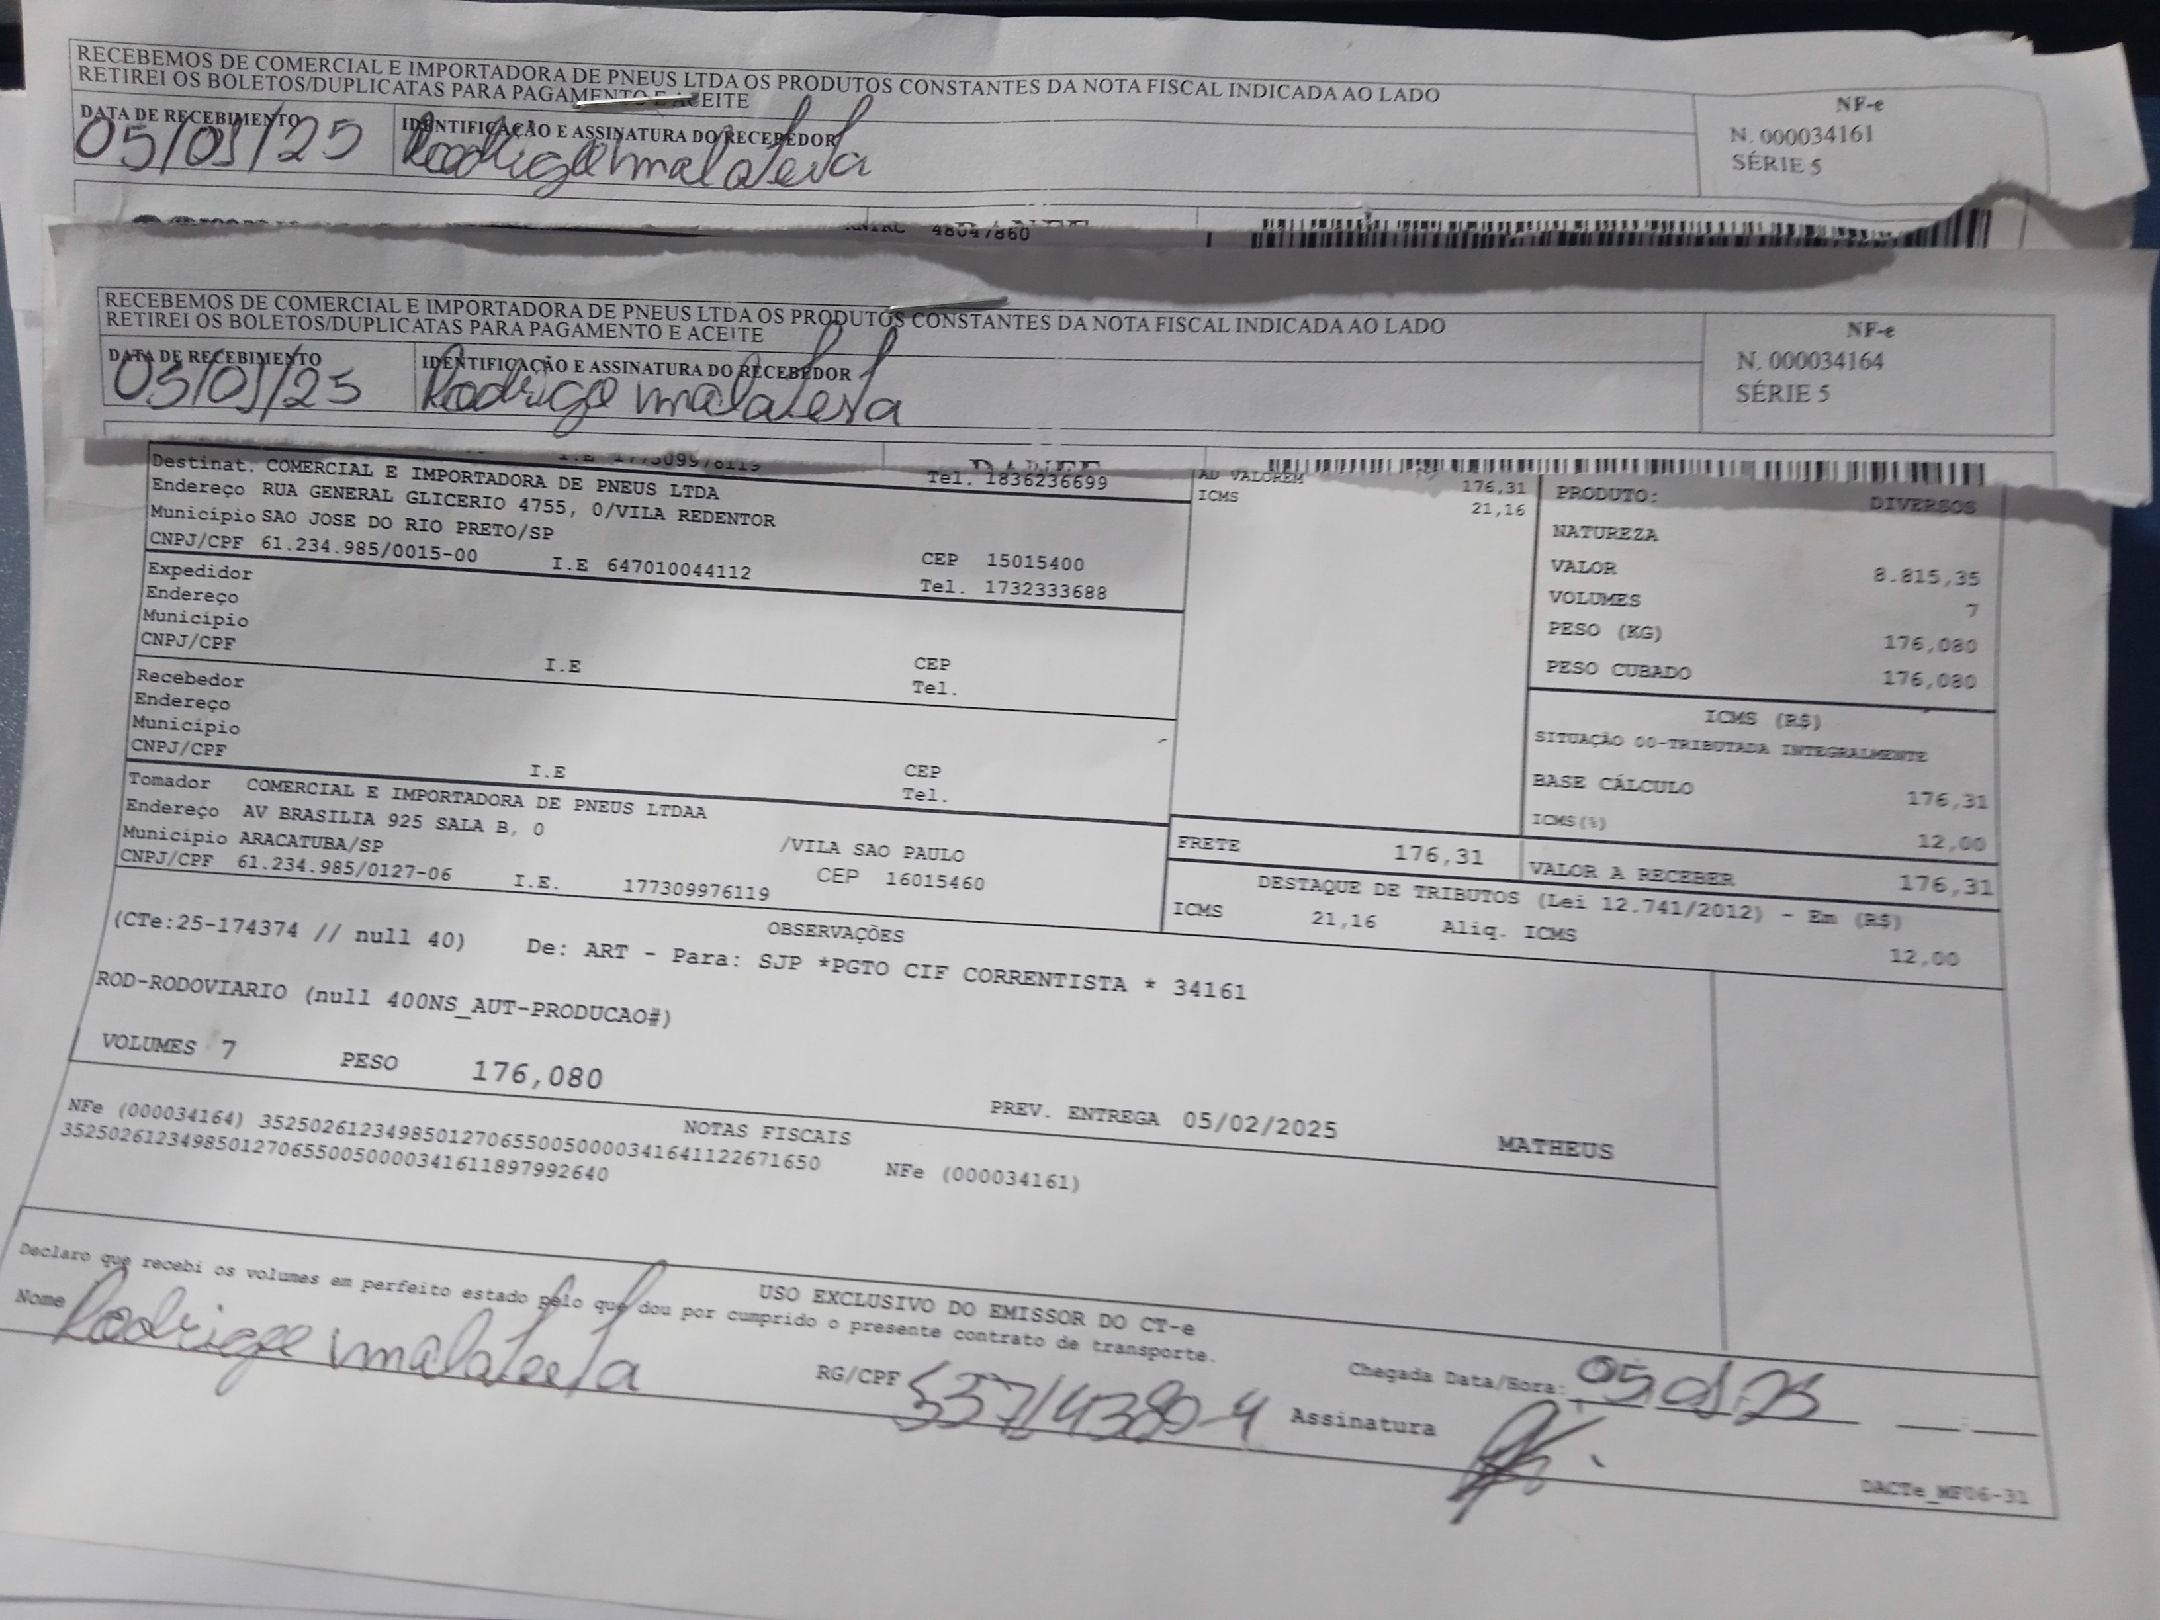 RECEBEMOS DE COMERCIAL E IMPORTADORA DE PNEUS LTDA OS PRODUTOS CONSTANTES DA NOTA FISCAL INDICADA AO LADO
RETIREI OS BOLETOS/DUPLICATAS PARA PAGAMENTO E ACEITE
NF-e
N. 000034161
SÉRIE 5
DATA DE RECEBIMENTO
IDENTIFICAÇÃO E ASSINATURA DO RECEBEDOR
Rodrigo
48047860
RECEBEMOS DE COMERCIAL E IMPORTADORA DE PNEUS LTDA OS PRODUTOS CONSTANTES DA NOTA FISCAL INDICADA AO LADO
RETIREI OS BOLETOS/DUPLICATAS PARA PAGAMENTO E ACEITE
NF-e
N. 000034164
SÉRIE 5
DATA DE RECEBIMENTO
IDENTIFICAÇÃO E ASSINATURA DO RECEBEDOR
Rodrigo
DANFE
Destinat. COMERCIAL E IMPORTADORA DE PNEUS LTDA Tel. 1836236699
Endereço RUA GENERAL GLICERIO 4755, 0/VILA REDENTOR
Município SAO JOSE DO RIO PRETO/SP CEP 15015400
CNPJ/CPF 61.234.985/0015-00 I.E 647010044112 Tel. 1732333688
Expedidor
Endereço
Município CEP
CNPJ/CPF I.E Tel.
Recebedor
Endereço
Município CEP
CNPJ/CPF I.E Tel.
Tomador COMERCIAL E IMPORTADORA DE PNEUS LTDAA
Endereço AV BRASILIA 925 SALA B, 0 /VILA SAO PAULO
Município ARACATUBA/SP CEP 16015460
CNPJ/CPF 61.234.985/0127-06 I.E. 177309976119
AD VALOREM 176,31
ICMS 21,16
PRODUTO: DIVERSOS
NATUREZA
VALOR 8.815,35
VOLUMES 7
PESO (KG) 176,080
PESO CUBADO 176,080
ICMS (R$)
SITUAÇÃO 00-TRIBUTADA INTEGRALMENTE
BASE CÁLCULO 176,31
ICMS(%) 12,00
FRETE 176,31 VALOR A RECEBER 176,31
DESTAQUE DE TRIBUTOS (Lei 12.741/2012) - Em (R$)
ICMS 21,16 Aliq. ICMS 12,00
OBSERVAÇÕES
(CTe:25-174374 // null 40) De: ART - Para: SJP *PGTO CIF CORRENTISTA * 34161
ROD-RODOVIARIO (null 400NS_AUT-PRODUCAO#)
VOLUMES 7 PESO 176,080 PREV. ENTREGA 05/02/2025 MATHEUS
NOTAS FISCAIS
NFe (000034164) 35250261234985012706550050000341641122671650 NFe (000034161)
35250261234985012706550050000341611897992640
USO EXCLUSIVO DO EMISSOR DO CT-e
Declaro que recebi os volumes em perfeito estado pelo que dou por cumprido o presente contrato de transporte.
Nome Rodrigo RG/CPF Assinatura
Chegada Data/Hora:
DACTe_MF06-31